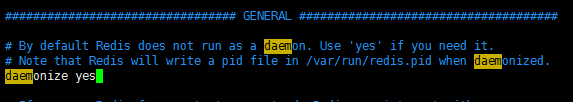 ################################ GENERAL #####################################
# By default Redis does not run as a daemon. Use 'yes' if you need it.
# Note that Redis will write a pid file in /var/run/redis.pid when daemonized.
daemonize yes